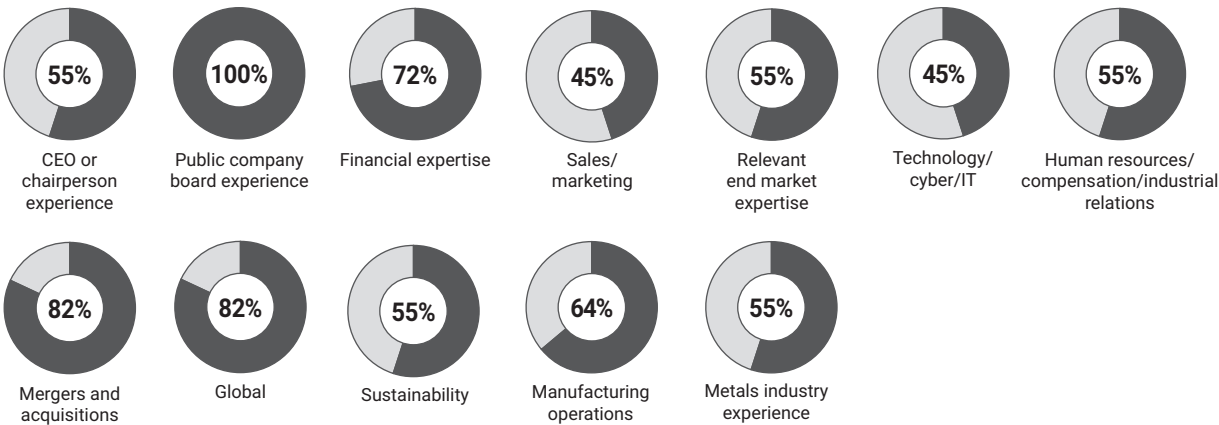 55%
CEO or
chairperson
experience
100%
Public company
board experience
72%
Financial expertise
45%
Sales/
marketing
55%
Relevant
end market
expertise
45%
Technology/
cyber/IT
55%
Human resources/
compensation/industrial
relations
82%
Mergers and
acquisitions
82%
Global
55%
Sustainability
64%
Manufacturing
operations
55%
Metals industry
experience